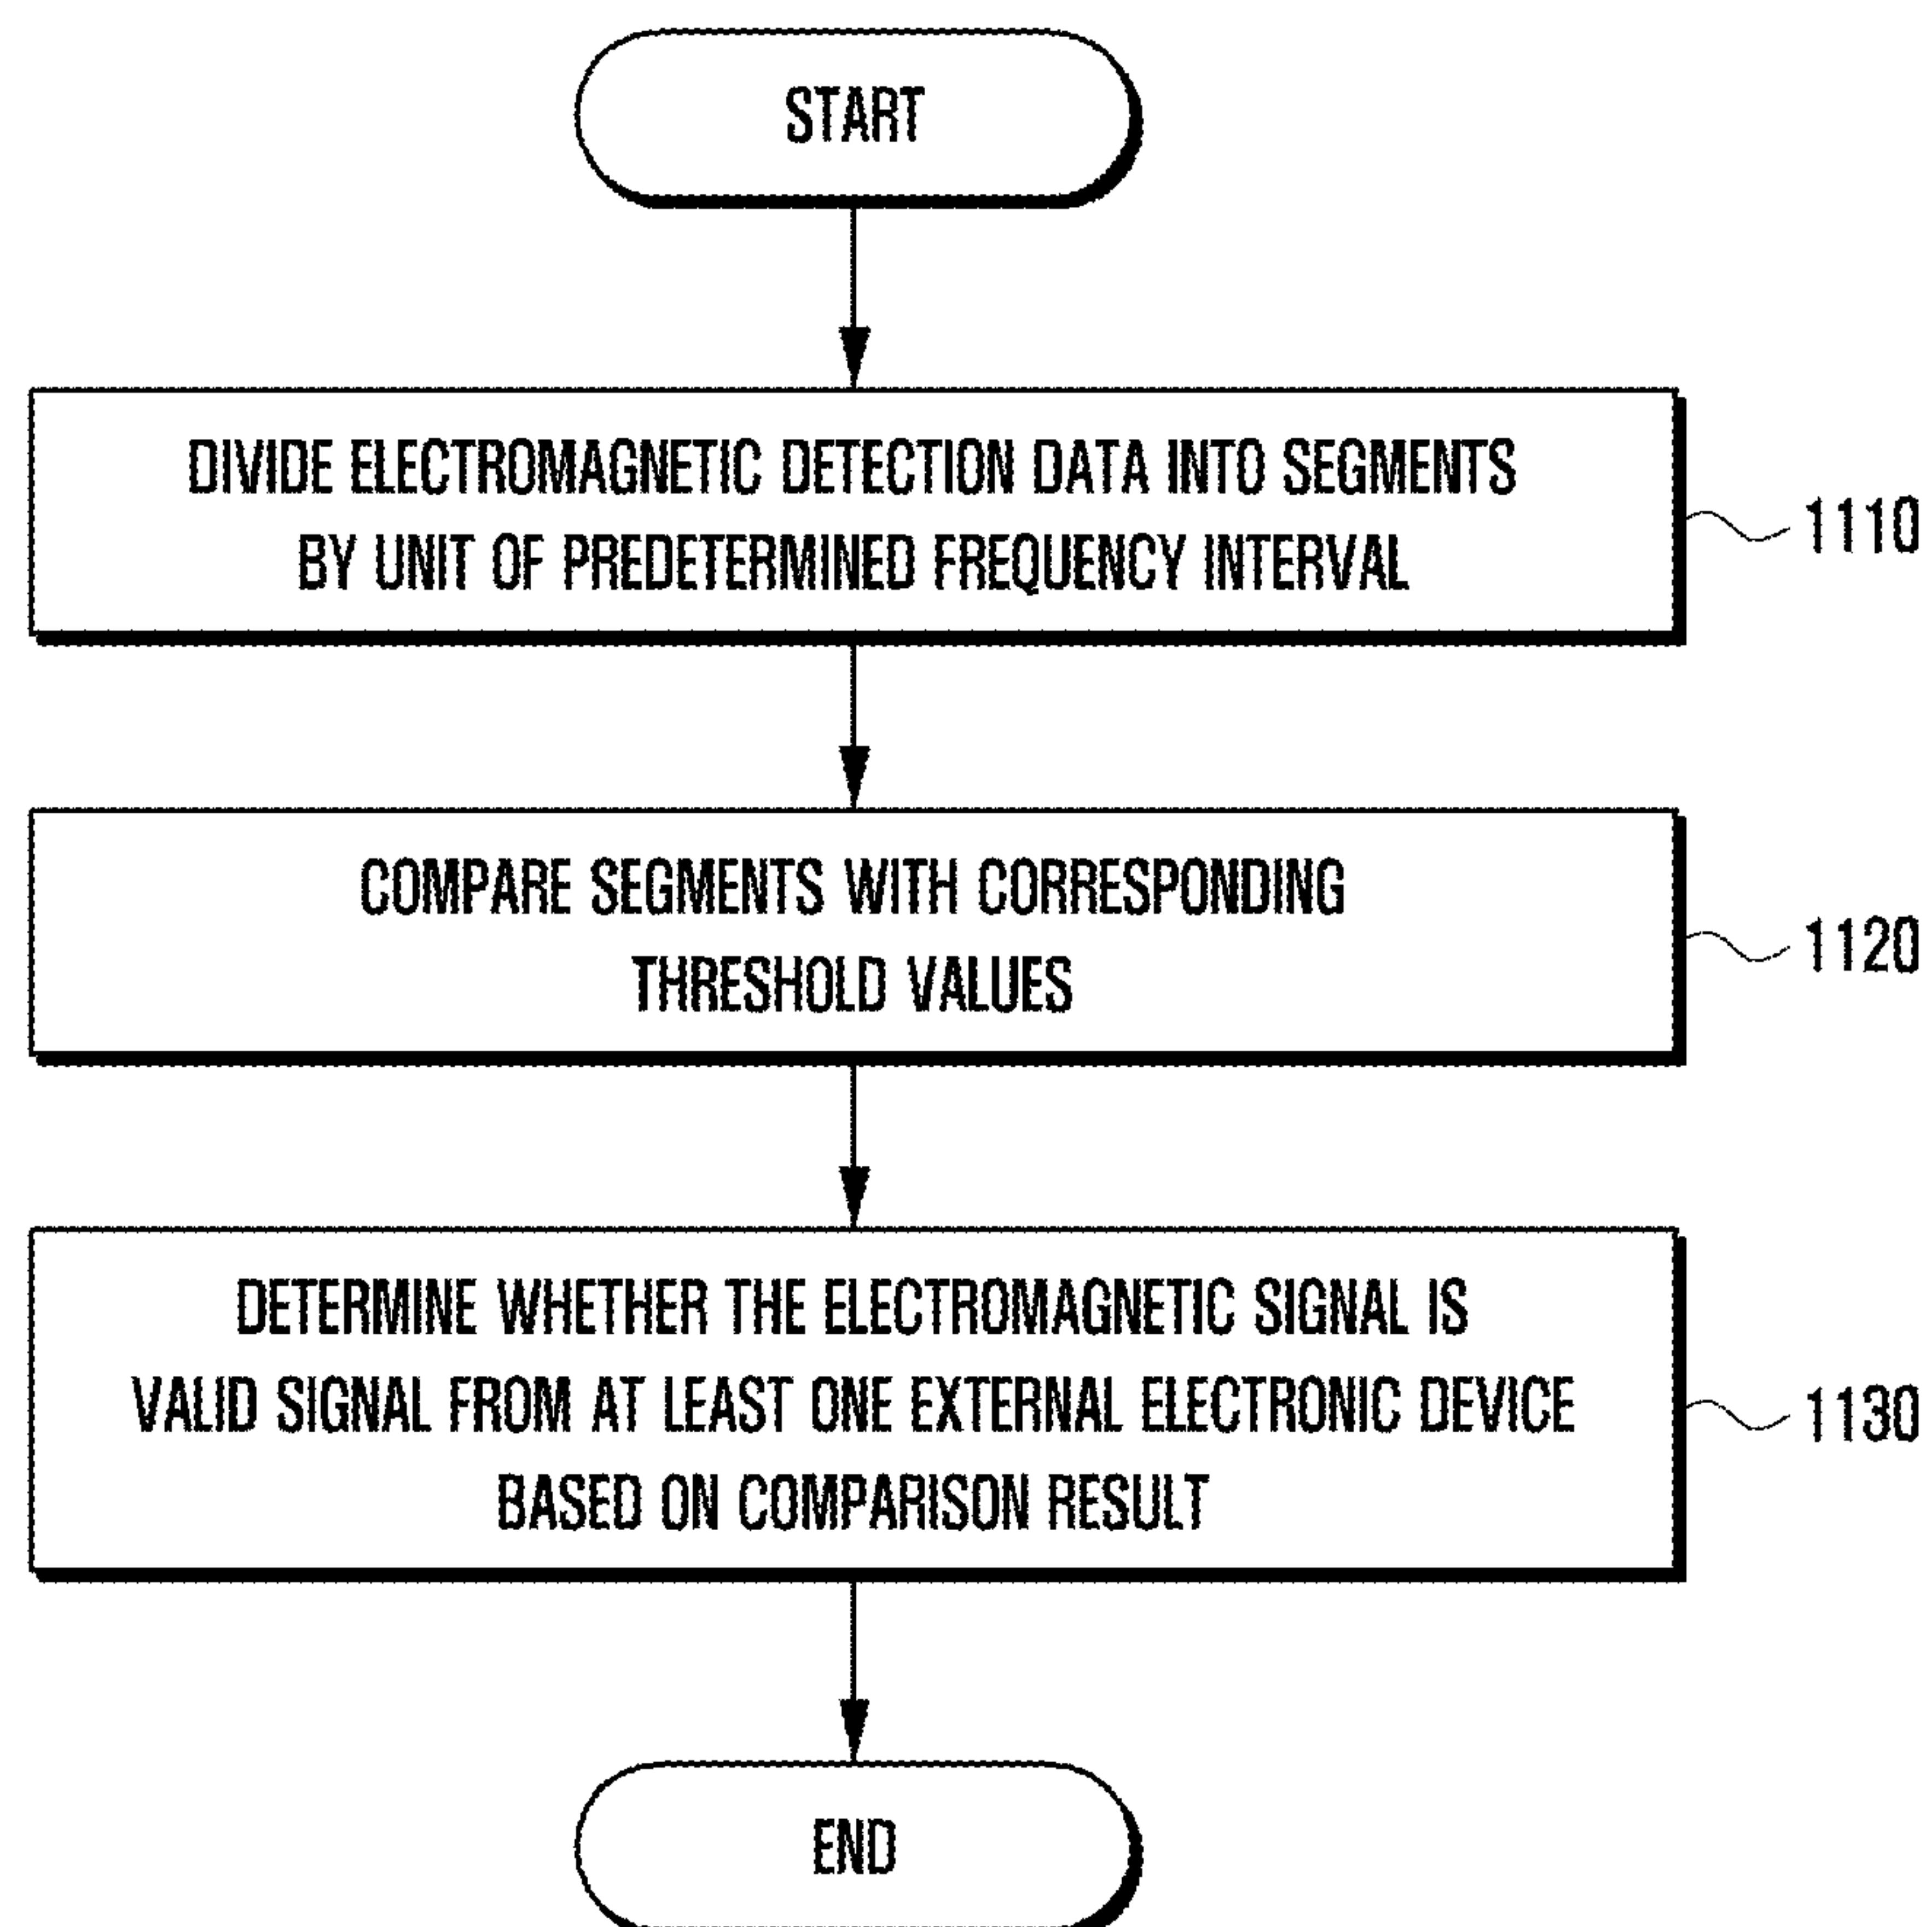 START
DIVIDE ELECTROMAGNETIC DETECTION DATA INTO SEGMENTS
BY UNIT OF PREDETERMINED FREQUENCY INTERVAL
1110
COMPARE SEGMENTS WITH CORRESPONDING
THRESHOLD VALUES
1120
DETERMINE WHETHER THE ELECTROMAGNETIC SIGNAL IS
VALID SIGNAL FROM AT LEAST ONE EXTERNAL ELECTRONIC DEVICE
BASED ON COMPARISON RESULT
1130
END